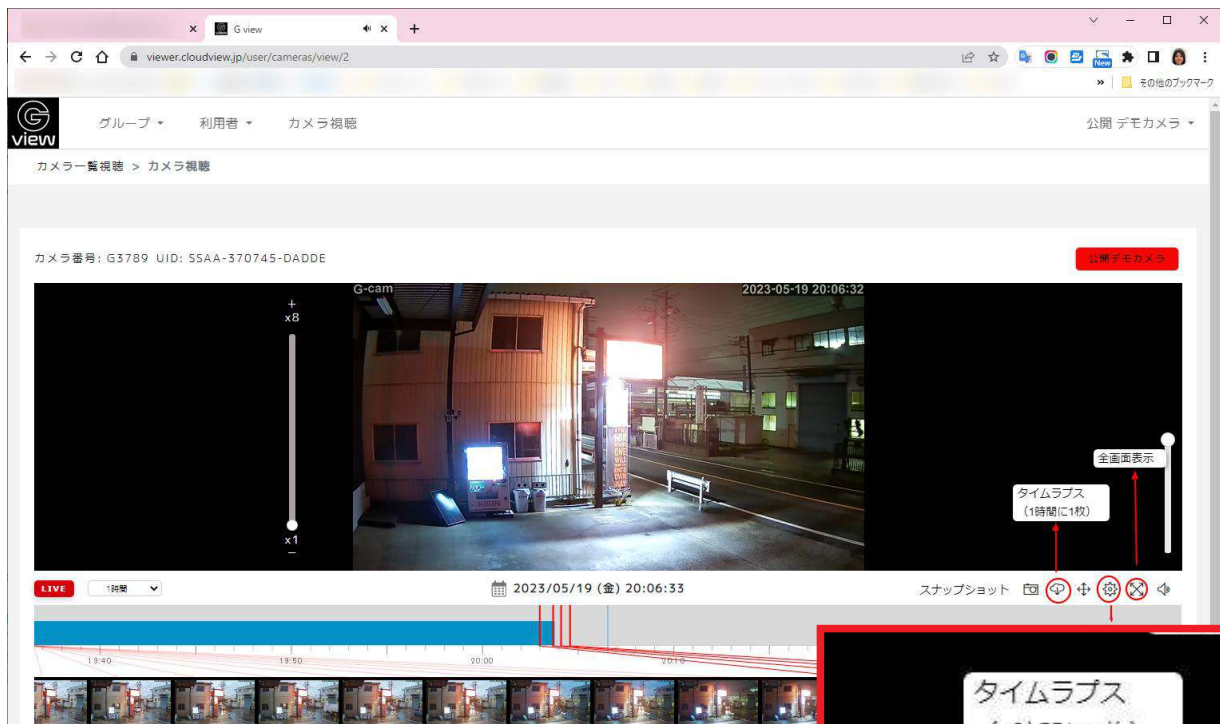 G view
viewer.cloudview.jp/user/cameras/view/2
New
» その他のブックマーク
G view
グループ 利用者 カメラ視聴 公開 デモカメラ
カメラ一覧視聴 > カメラ視聴
カメラ番号: G3789 UID: SSAA-370745-DADDE
公開デモカメラ
G-cam 2023-05-19 20:06:32
+
x8
全画面表示
タイムラプス
(1時間に1枚)
KIRIN
x1
−
LIVE 1時間 2023/05/19 (金) 20:06:33 スナップショット
19:40 19:50 20:00 20:10
タイムラプス